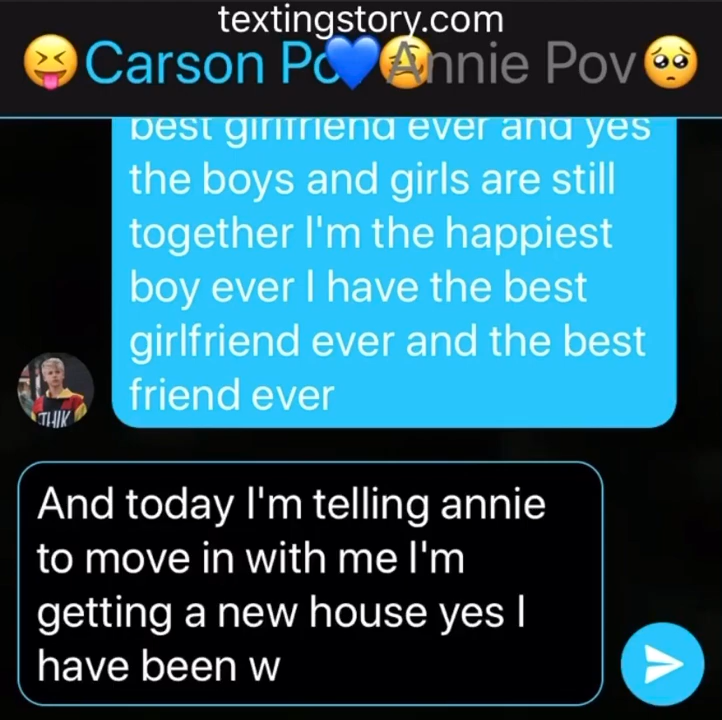 textingstory.com
Carson Po Annie Pov
best girlfriend ever and yes
the boys and girls are still
together I'm the happiest
boy ever I have the best
girlfriend ever and the best
friend ever
THIK
And today I'm telling annie
to move in with me I'm
getting a new house yes I
have been w